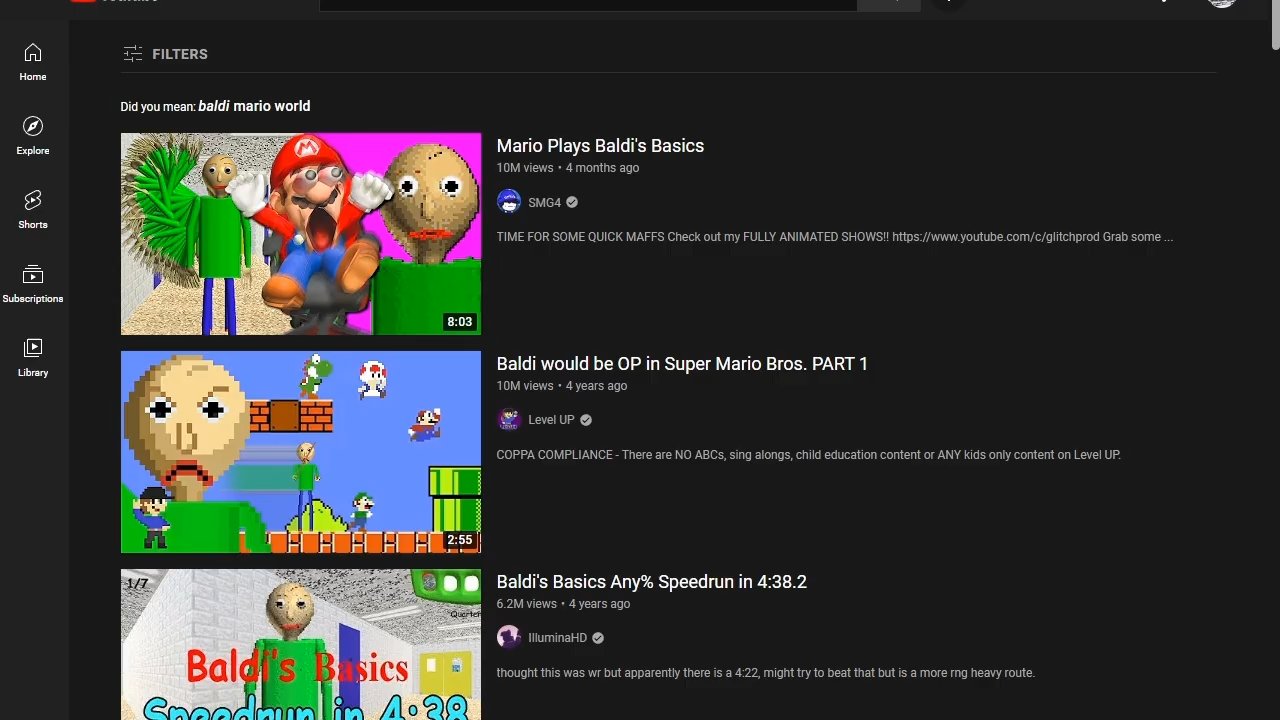 FILTERS
Home
Explore
Shorts
Subscriptions
Library
Did you mean: baldi mario world
8:03
Mario Plays Baldi's Basics
10M views • 4 months ago
SMG4
TIME FOR SOME QUICK MAFFS Check out my FULLY ANIMATED SHOWS!! https://www.youtube.com/c/glitchprod Grab some ...
2:55
Baldi would be OP in Super Mario Bros. PART 1
10M views • 4 years ago
Level UP
COPPA COMPLIANCE - There are NO ABCs, sing alongs, child education content or ANY kids only content on Level UP.
1/7
Baldi's Basics
Speedrun in 4:38
Baldi's Basics Any% Speedrun in 4:38.2
6.2M views • 4 years ago
IlluminaHD
thought this was wr but apparently there is a 4:22, might try to beat that but is a more rng heavy route.